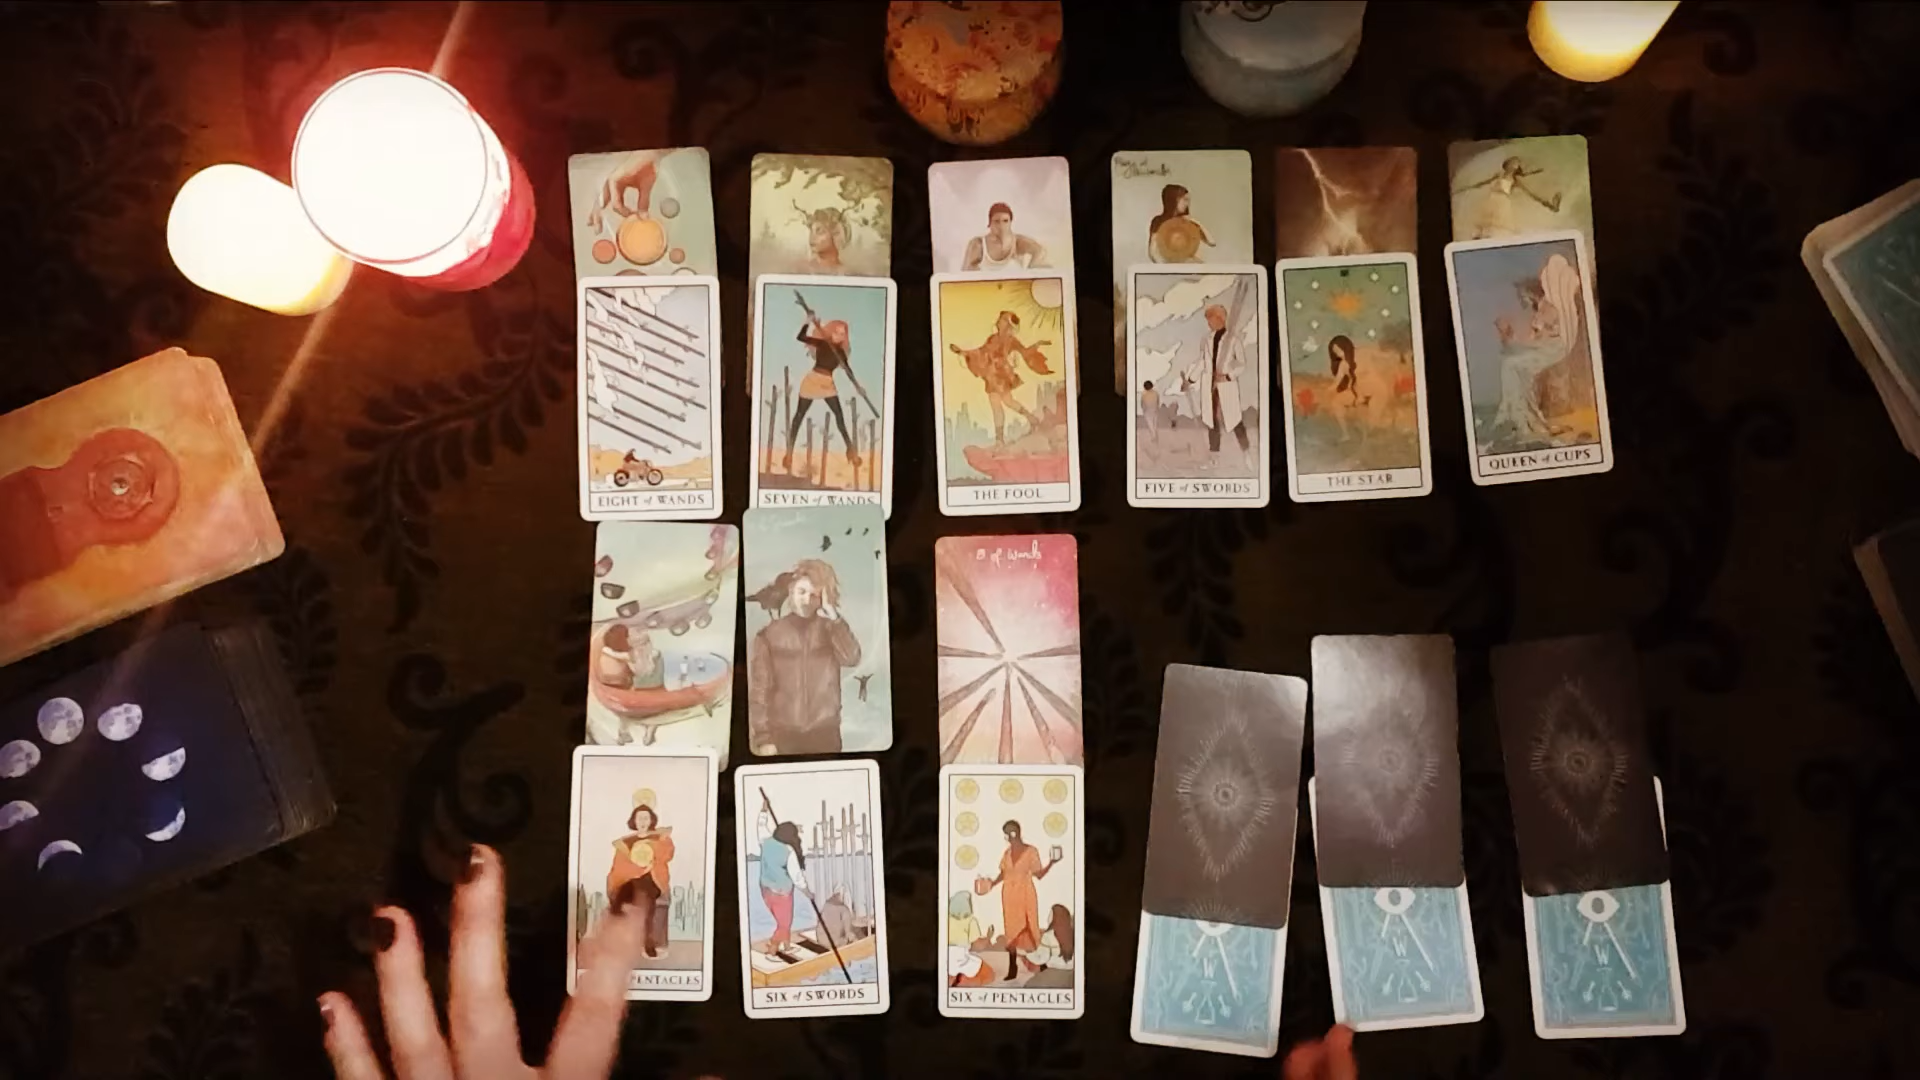 EIGHT of WANDS
SEVEN of WANDS
THE FOOL
FIVE of SWORDS
THE STAR
QUEEN of CUPS
8 of Wands
PENTACLES
SIX of SWORDS
SIX of PENTACLES
W
W
W